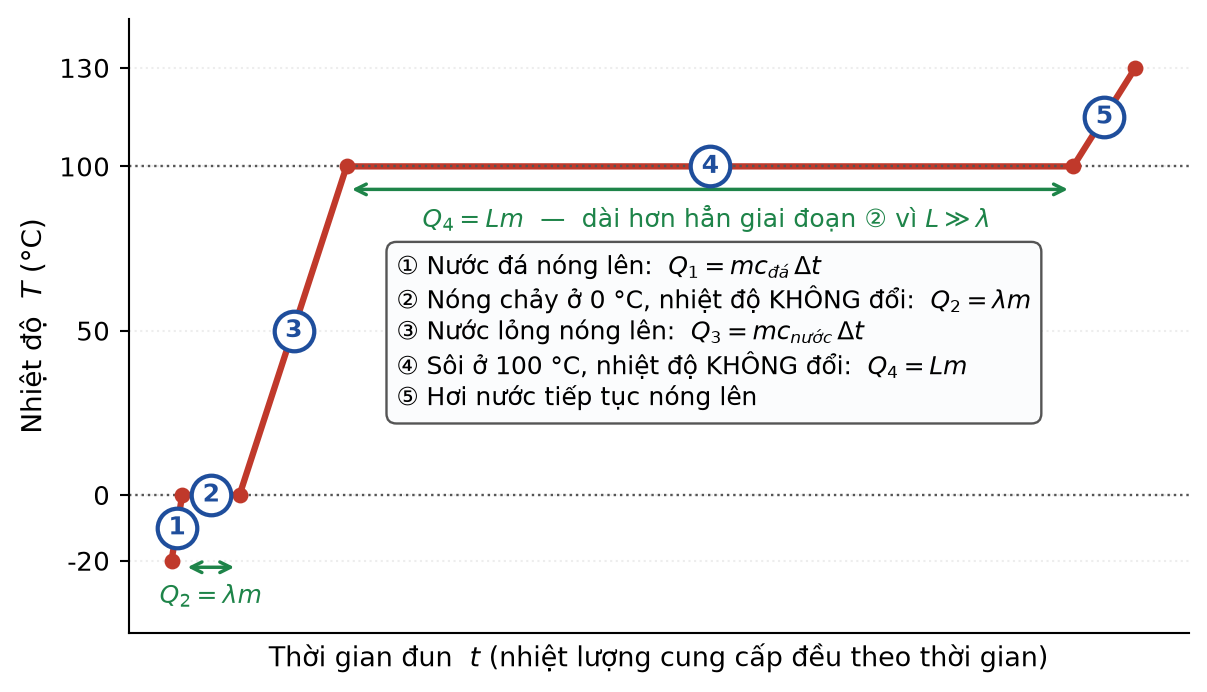 130
100
50
0
-20
Nhiệt độ T (°C)
5
4
3
2
1
Q₄ = Lm — dài hơn hẳn giai đoạn ② vì L ≫ λ
① Nước đá nóng lên: Q₁ = mc_đá Δt
② Nóng chảy ở 0 °C, nhiệt độ KHÔNG đổi: Q₂ = λm
③ Nước lỏng nóng lên: Q₃ = mc_nước Δt
④ Sôi ở 100 °C, nhiệt độ KHÔNG đổi: Q₄ = Lm
⑤ Hơi nước tiếp tục nóng lên
Q₂ = λm
Thời gian đun t (nhiệt lượng cung cấp đều theo thời gian)